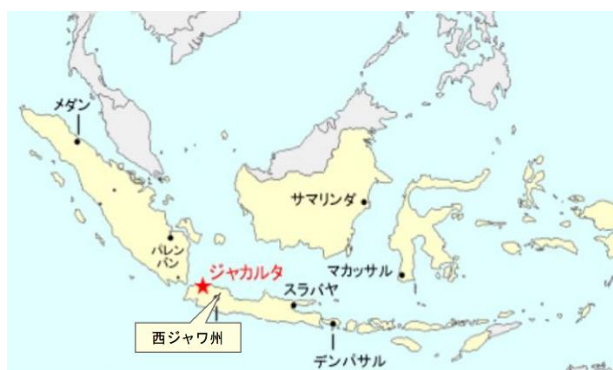 メダン
サマリンダ
パレン
バン
ジャカルタ
マカッサル
スラバヤ
西ジャワ州
デンパサル